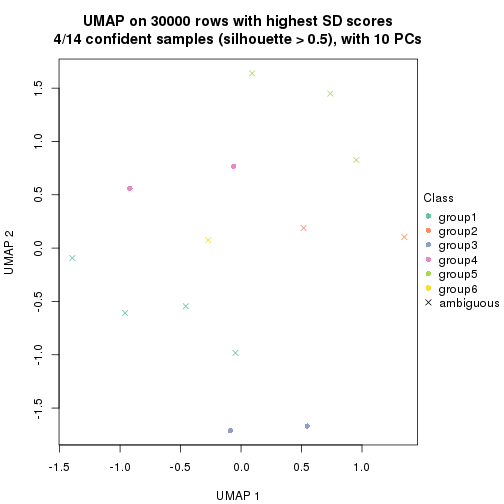 UMAP on 30000 rows with highest SD scores
4/14 confident samples (silhouette > 0.5), with 10 PCs
UMAP 2
1.5
1.0
0.5
0.0
-0.5
-1.0
-1.5
-1.5
-1.0
-0.5
0.0
0.5
1.0
UMAP 1
Class
group1
group2
group3
group4
group5
group6
ambiguous